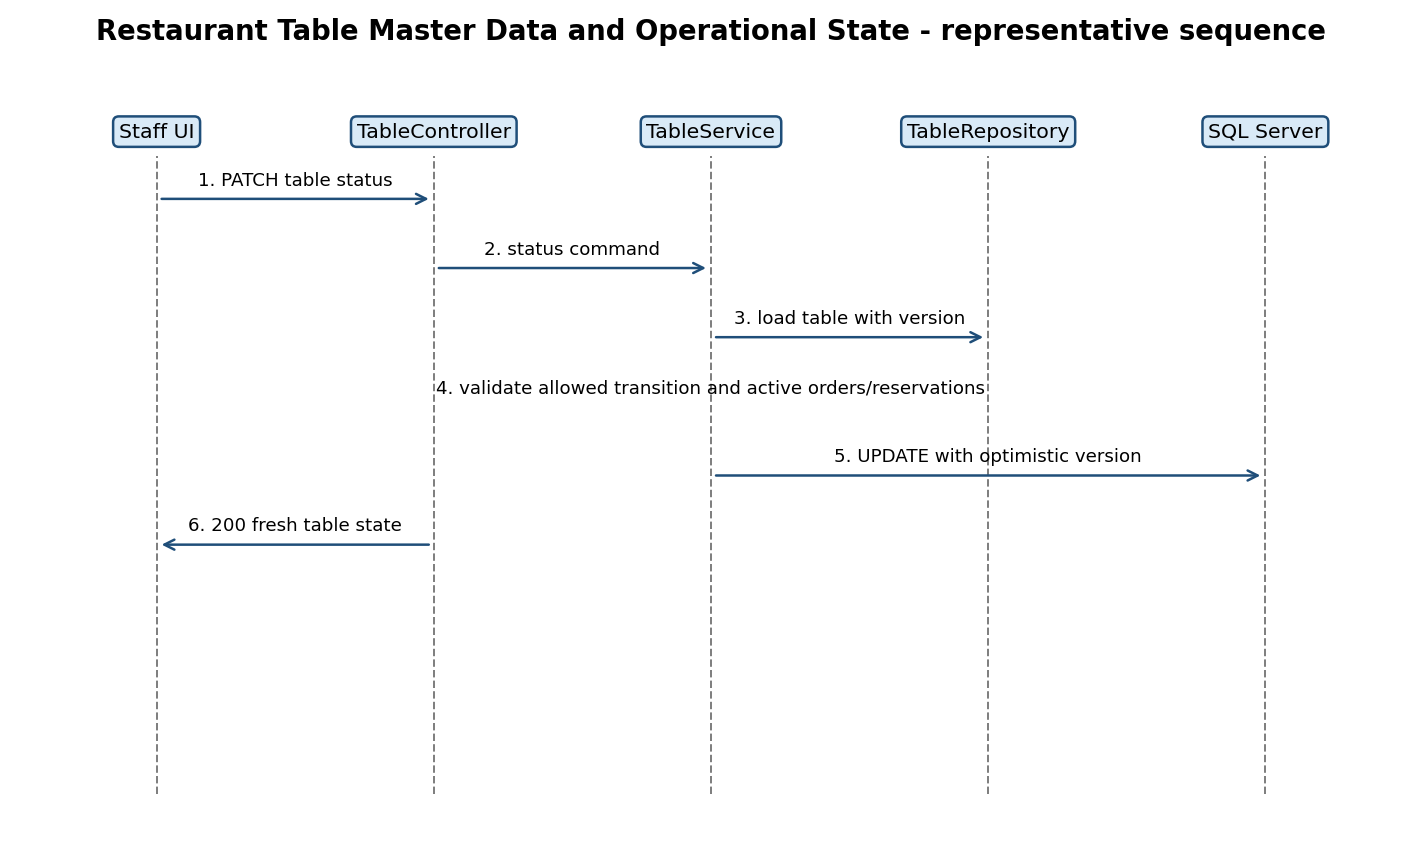 Restaurant Table Master Data and Operational State - representative sequence
Staff UI
TableController
TableService
TableRepository
SQL Server
1. PATCH table status
2. status command
3. load table with version
4. validate allowed transition and active orders/reservations
5. UPDATE with optimistic version
6. 200 fresh table state